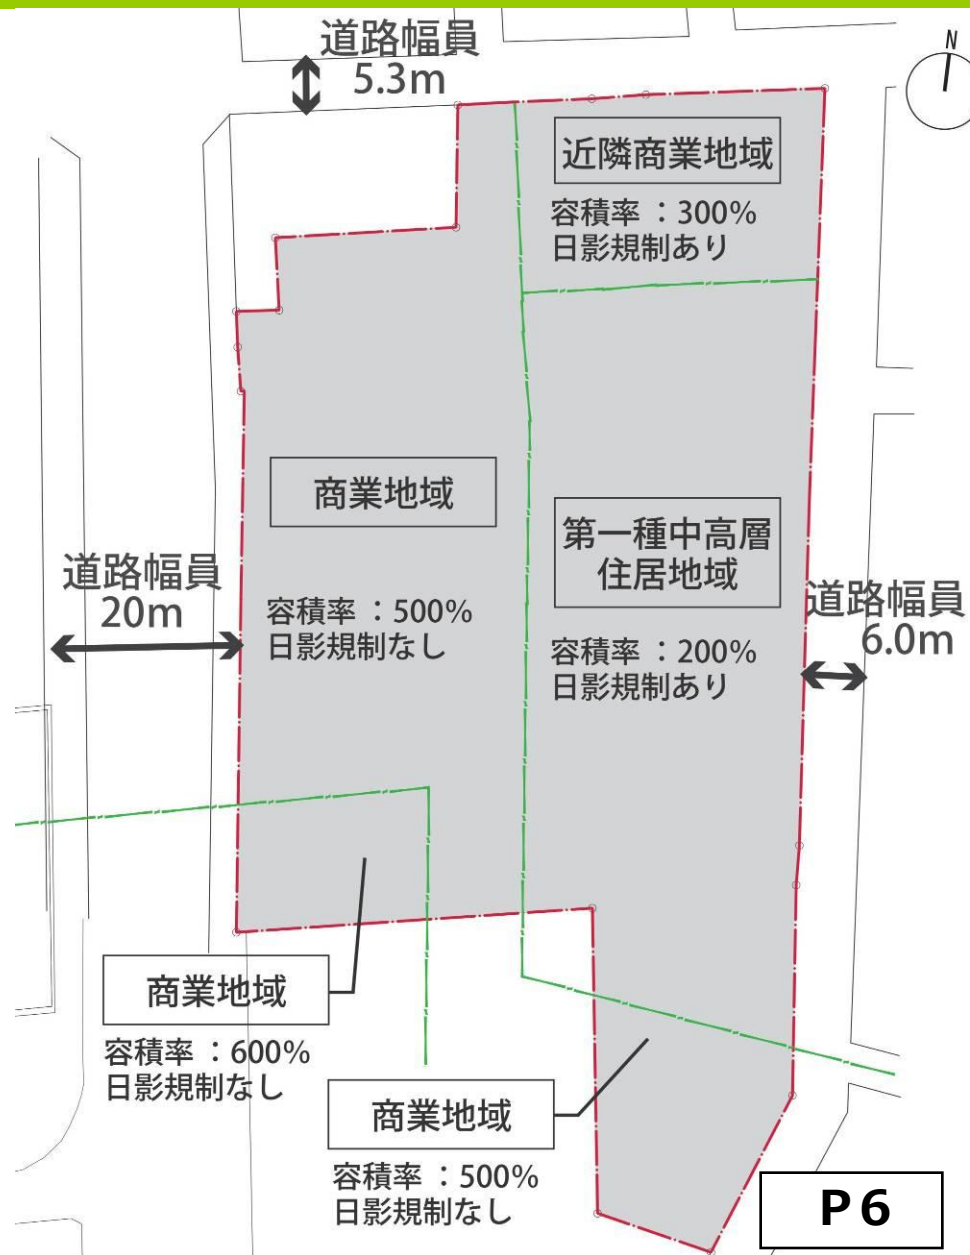 道路幅員
5.3m
N
近隣商業地域
容積率 ：300%
日影規制あり
商業地域
容積率 ：500%
日影規制なし
第一種中高層
住居地域
容積率 ：200%
日影規制あり
道路幅員
20m
道路幅員
6.0m
商業地域
容積率 ：600%
日影規制なし
商業地域
容積率 ：500%
日影規制なし
P6